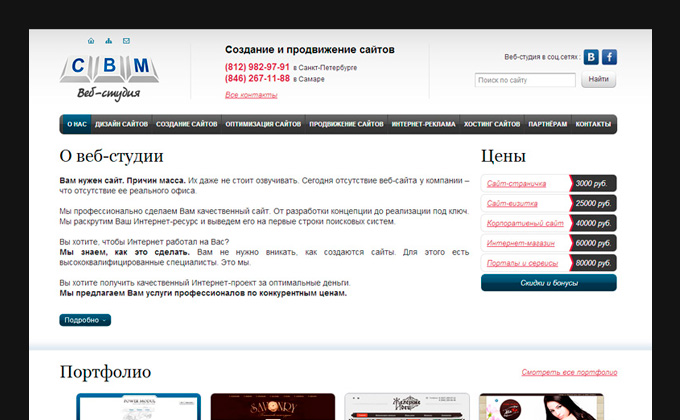 СВМ
Веб-студия
Создание и продвижение сайтов
(812) 982-97-91 в Санкт-Петербурге
(846) 267-11-88 в Самаре
Все контакты
Веб-студия в соц.сетях:
Поиск по сайту
Найти
О НАС
ДИЗАЙН САЙТОВ
СОЗДАНИЕ САЙТОВ
ОПТИМИЗАЦИЯ САЙТОВ
ПРОДВИЖЕНИЕ САЙТОВ
ИНТЕРНЕТ-РЕКЛАМА
ХОСТИНГ САЙТОВ
ПАРТНЁРАМ
КОНТАКТЫ
О веб-студии
Вам нужен сайт. Причин масса. Их даже не стоит озвучивать. Сегодня отсутствие веб-сайта у компании –
что отсутствие ее реального офиса.
Мы профессионально сделаем Вам качественный сайт. От разработки концепции до реализации под ключ.
Мы раскрутим Ваш Интернет-ресурс и выведем его на первые строки поисковых систем.
Вы хотите, чтобы Интернет работал на Вас?
Мы знаем, как это сделать. Вам не нужно вникать, как создаются сайты. Для этого есть
высококвалифицированные специалисты. Это мы.
Вы хотите получить качественный Интернет-проект за оптимальные деньги.
Мы предлагаем Вам услуги профессионалов по конкурентным ценам.
Подробно
Цены
Сайт-страничка 3000 руб.
Сайт-визитка 25000 руб.
Корпоративный сайт 40000 руб.
Интернет-магазин 60000 руб.
Порталы и сервисы 80000 руб.
Скидки и бонусы
Портфолио
Смотреть все портфолио